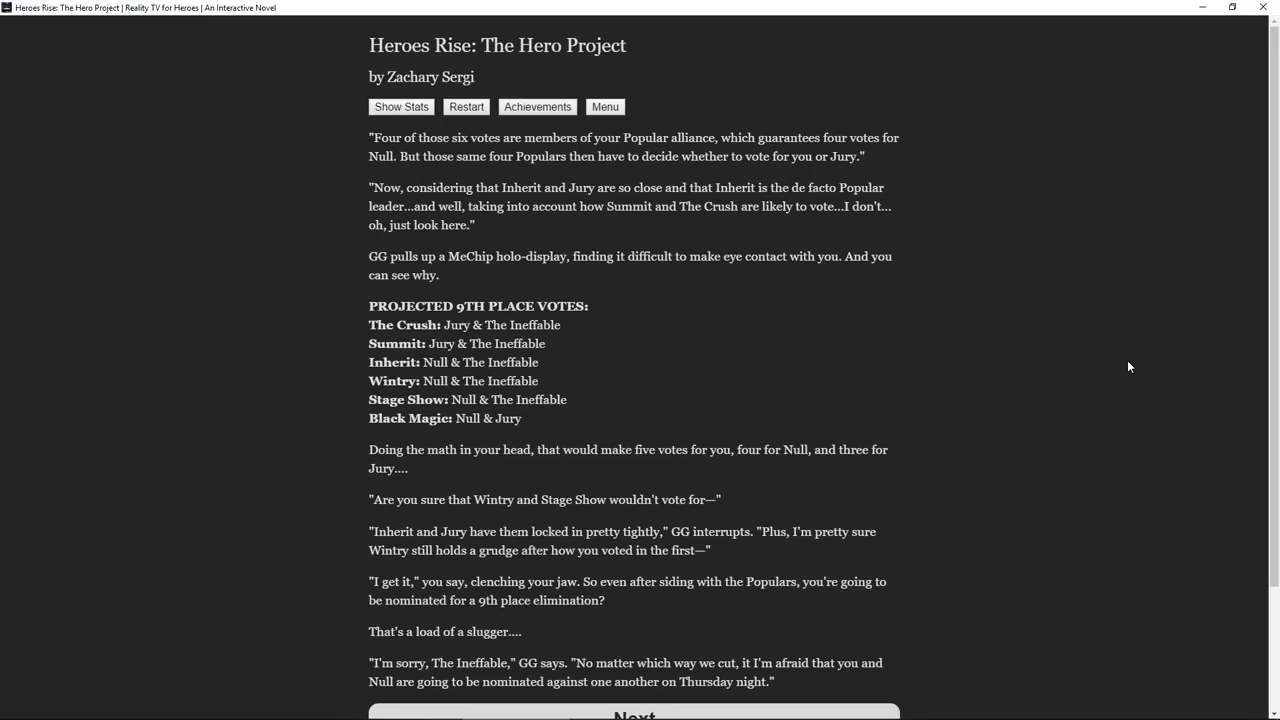 Heroes Rise: The Hero Project | Reality TV for Heroes | An Interactive Novel
Heroes Rise: The Hero Project
by Zachary Sergi
Show Stats Restart Achievements Menu
"Four of those six votes are members of your Popular alliance, which guarantees four votes for
Null. But those same four Populars then have to decide whether to vote for you or Jury."
"Now, considering that Inherit and Jury are so close and that Inherit is the de facto Popular
leader...and well, taking into account how Summit and The Crush are likely to vote...I don't...
oh, just look here."
GG pulls up a MeChip holo-display, finding it difficult to make eye contact with you. And you
can see why.
PROJECTED 9TH PLACE VOTES:
The Crush: Jury & The Ineffable
Summit: Jury & The Ineffable
Inherit: Null & The Ineffable
Wintry: Null & The Ineffable
Stage Show: Null & The Ineffable
Black Magic: Null & Jury
Doing the math in your head, that would make five votes for you, four for Null, and three for
Jury....
"Are you sure that Wintry and Stage Show wouldn't vote for—"
"Inherit and Jury have them locked in pretty tightly," GG interrupts. "Plus, I'm pretty sure
Wintry still holds a grudge after how you voted in the first—"
"I get it," you say, clenching your jaw. So even after siding with the Populars, you're going to
be nominated for a 9th place elimination?
That's a load of a slugger....
"I'm sorry, The Ineffable," GG says. "No matter which way we cut, it I'm afraid that you and
Null are going to be nominated against one another on Thursday night."
Next